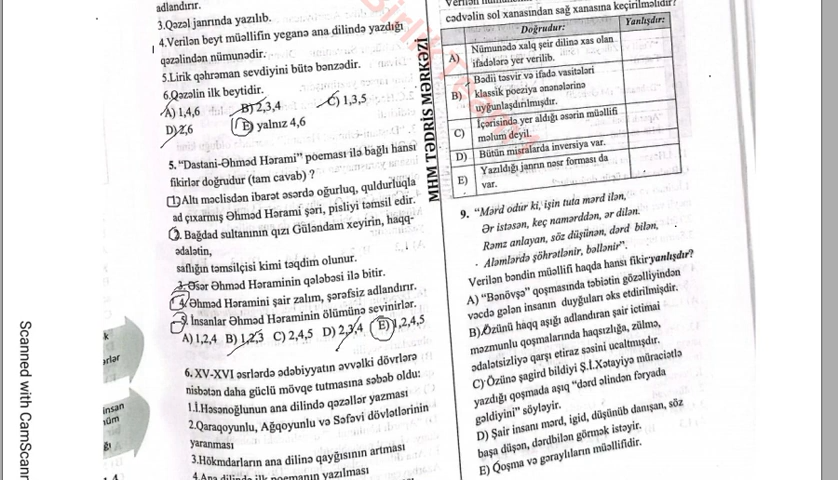 adlandırır.
3.Qəzəl janrında yazılıb.
4.Verilən beyt müəllifin yeganə ana dilində yazdığı
qəzəlindən nümunədir.
5.Lirik qəhrəman sevdiyini bütə bənzədir.
6.Qəzəlin ilk beytidir.
A) 1,4,6 B) 2,3,4 C) 1,3,5
D) 2,6 E) yalnız 4,6
5. “Dastani-Əhməd Hərami” poeması ilə bağlı hansı
fikirlər doğrudur (tam cavab) ?
1)Altı məclisdən ibarət əsərdə oğurluq, quldurluqla
ad çıxarmış Əhməd Hərami şəri, pisliyi təmsil edir.
2. Bağdad sultanının qızı Güləndam xeyirin, haqq-
ədalətin,
saflığın təmsilçisi kimi təqdim olunur.
3.Əsər Əhməd Həraminin qələbəsi ilə bitir.
4.Əhməd Həramini şair zalım, şərəfsiz adlandırır.
5. İnsanlar Əhməd Həraminin ölümünə sevinirlər.
A) 1,2,4 B) 1,2,3 C) 2,4,5 D) 2,3,4 E) 1,2,4,5
6. XV-XVI əsrlərdə ədəbiyyatın əvvəlki dövrlərə
nisbətən daha güclü mövqe tutmasına səbəb oldu:
1.İ.Həsənoğlunun ana dilində qəzəllər yazması
2.Qaraqoyunlu, Ağqoyunlu və Səfəvi dövlətlərinin
yaranması
3.Hökmdarların ana dilinə qayğısının artması
4.Ana dilində ilk poemanın yazılması
MHM TƏDRİS MƏRKƏZİ
cədvəlin sol xanasından sağ xanasına keçirilməlidir?
Doğrudur: Yanlışdır:
A) Nümunədə xalq şeir dilinə xas olan
ifadələrə yer verilib.
B) Bədii təsvir və ifadə vasitələri
klassik poeziya ənənələrinə
uyğunlaşdırılmışdır.
C) İçərisində yer aldığı əsərin müəllifi
məlum deyil.
D) Bütün misralarda inversiya var.
E) Yazıldığı janrın nəsr forması da
var.
9. “Mərd odur ki, işin tuta mərd ilən,
Ər istəsən, keç namərddən, ər dilən.
Rəmz anlayan, söz düşünən, dərd bilən,
Aləmlərdə şöhrətlənir, bəllənir”.
Verilən bəndin müəllifi haqda hansı fikir yanlışdır?
A) “Bənövşə” qoşmasında təbiətin gözəlliyindən
vəcdə gələn insanın duyğuları əks etdirilmişdir.
B) Özünü haqq aşığı adlandıran şair ictimai
məzmunlu qoşmalarında haqsızlığa, zülmə,
ədalətsizliyə qarşı etiraz səsini ucaltmışdır.
C) Özünə şagird bildiyi Ş.İ.Xətayiyə müraciətlə
yazdığı qoşmada aşıq “dərd əlindən fəryada
gəldiyini” söyləyir.
D) Şair insanı mərd, igid, düşünüb danışan, söz
başa düşən, dərdbilən görmək istəyir.
E) Qoşma və gəraylıların müəllifidir.
Scanned with CamScanr